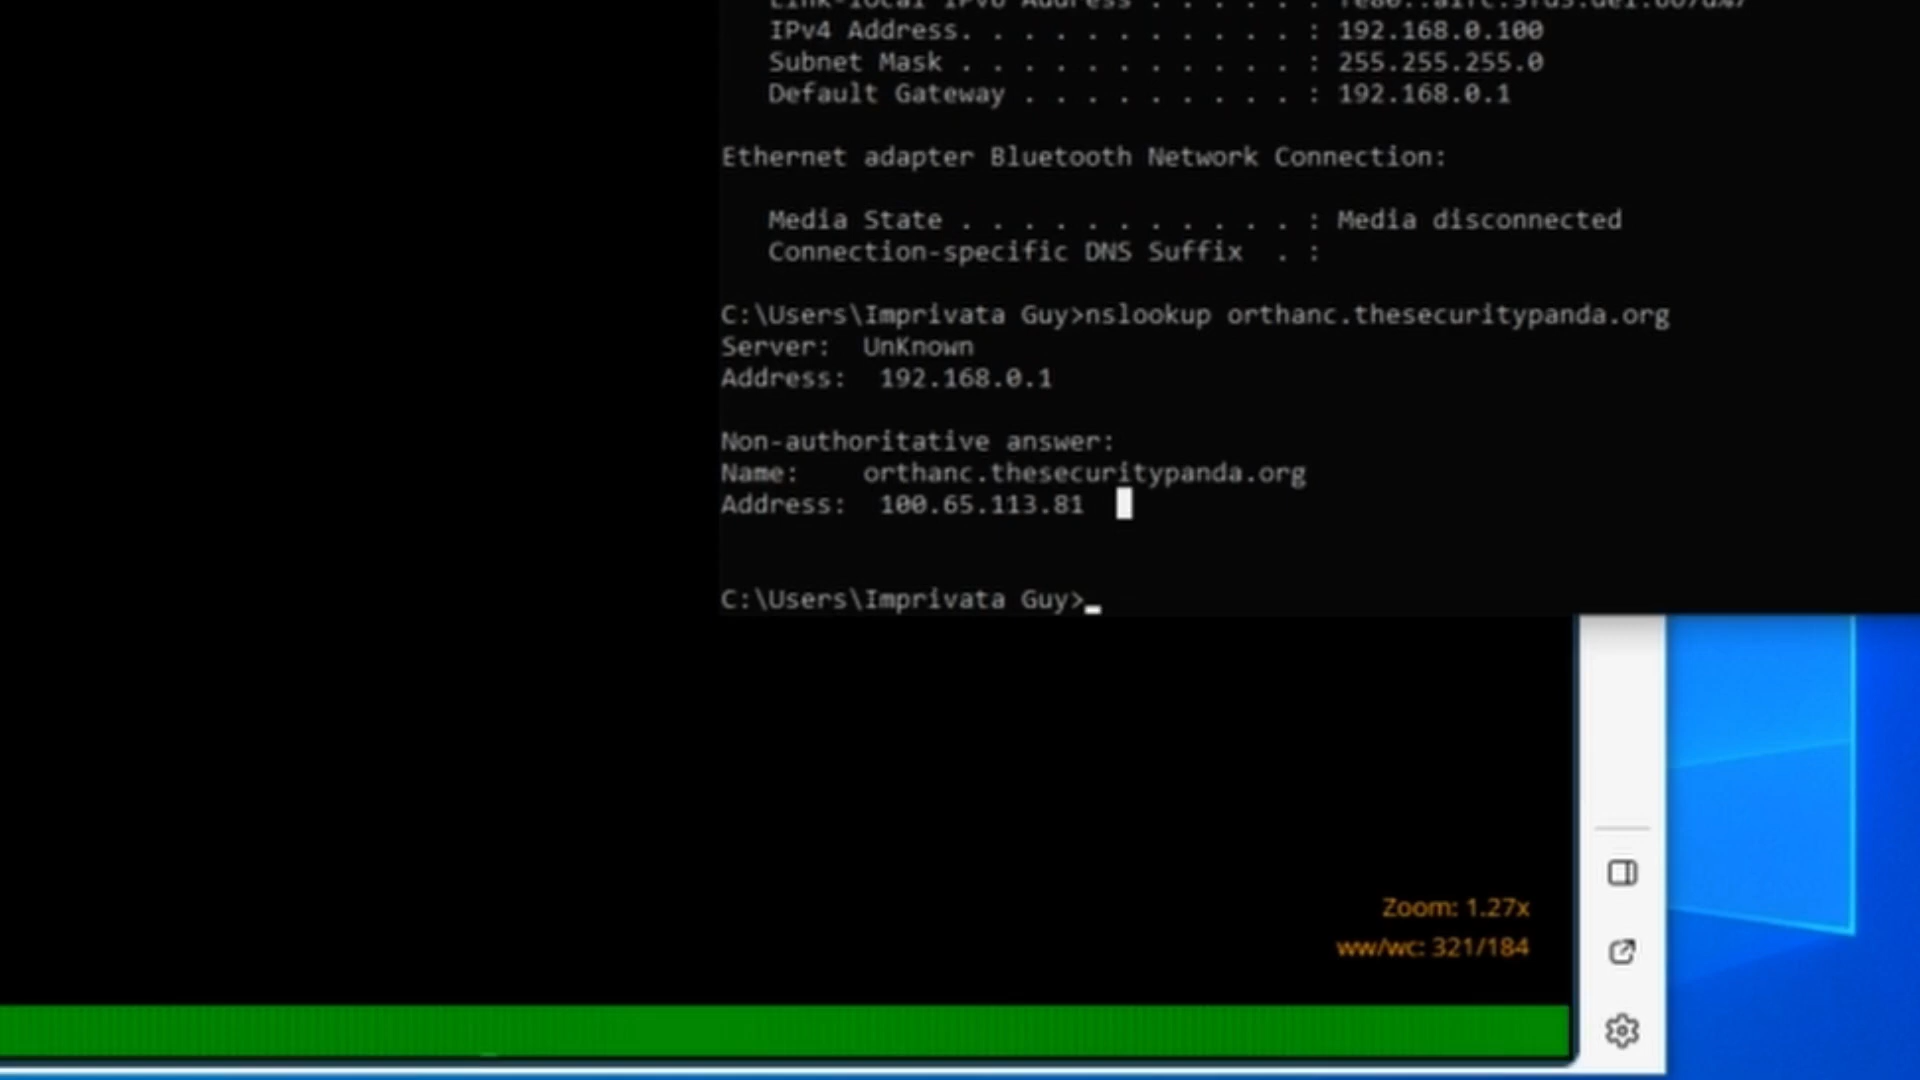 IPv4 Address. . . . . . . . . . . : 192.168.0.100
Subnet Mask . . . . . . . . . . . : 255.255.255.0
Default Gateway . . . . . . . . . : 192.168.0.1
Ethernet adapter Bluetooth Network Connection:
Media State . . . . . . . . . . . : Media disconnected
Connection-specific DNS Suffix  . :
C:\Users\Imprivata Guy>nslookup orthanc.thesecuritypanda.org
Server:  UnKnown
Address:  192.168.0.1
Non-authoritative answer:
Name:    orthanc.thesecuritypanda.org
Address:  100.65.113.81
C:\Users\Imprivata Guy>
Zoom: 1.27x
ww/wc: 321/184